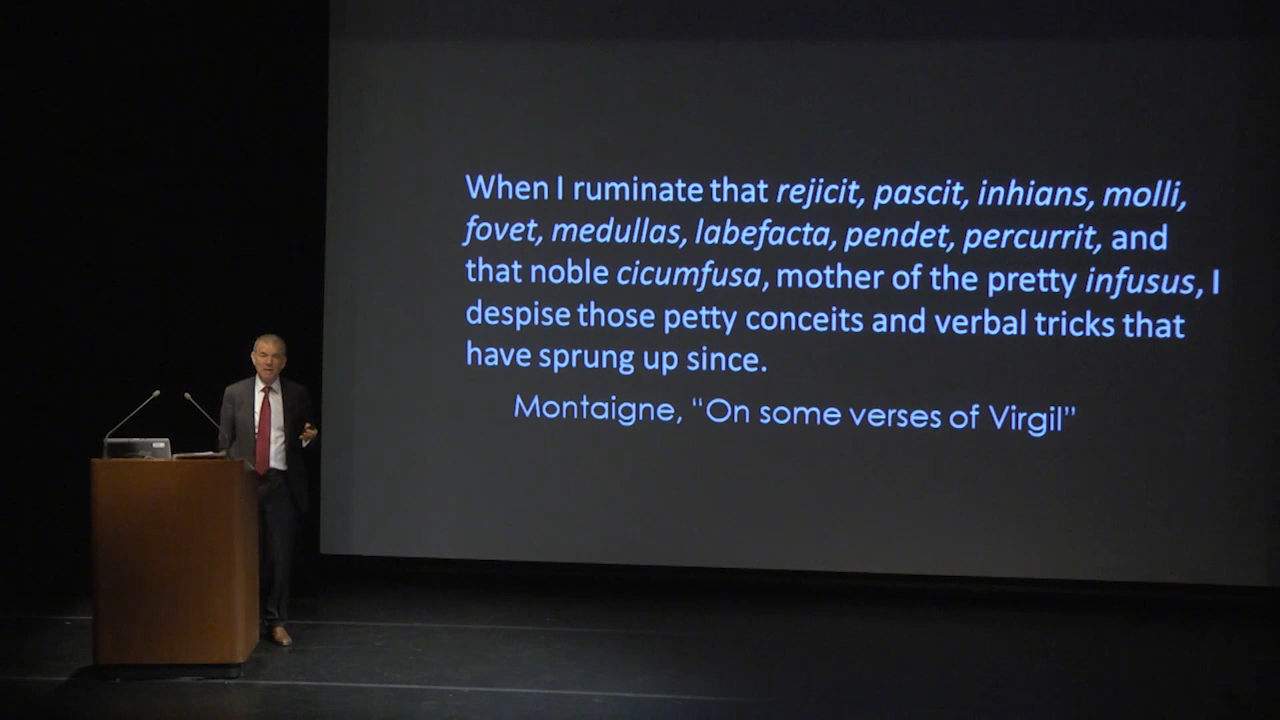 When I ruminate that rejicit, pascit, inhians, molli,
fovet, medullas, labefacta, pendet, percurrit, and
that noble cicumfusa, mother of the pretty infusus, I
despise those petty conceits and verbal tricks that
have sprung up since.
Montaigne, “On some verses of Virgil”